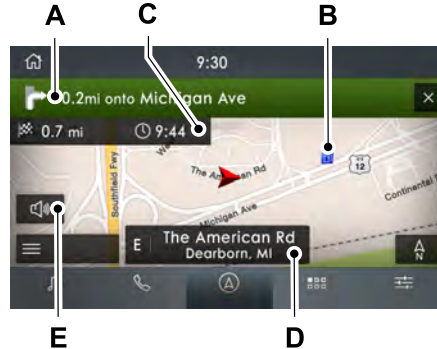 A
C
B
9:30
0.2mi onto Michigan Ave
0.7 mi
9:44
12
The American Rd
Southfield Fwy
Continental
Michigan Ave
E
The American Rd
Dearborn, MI
E
D